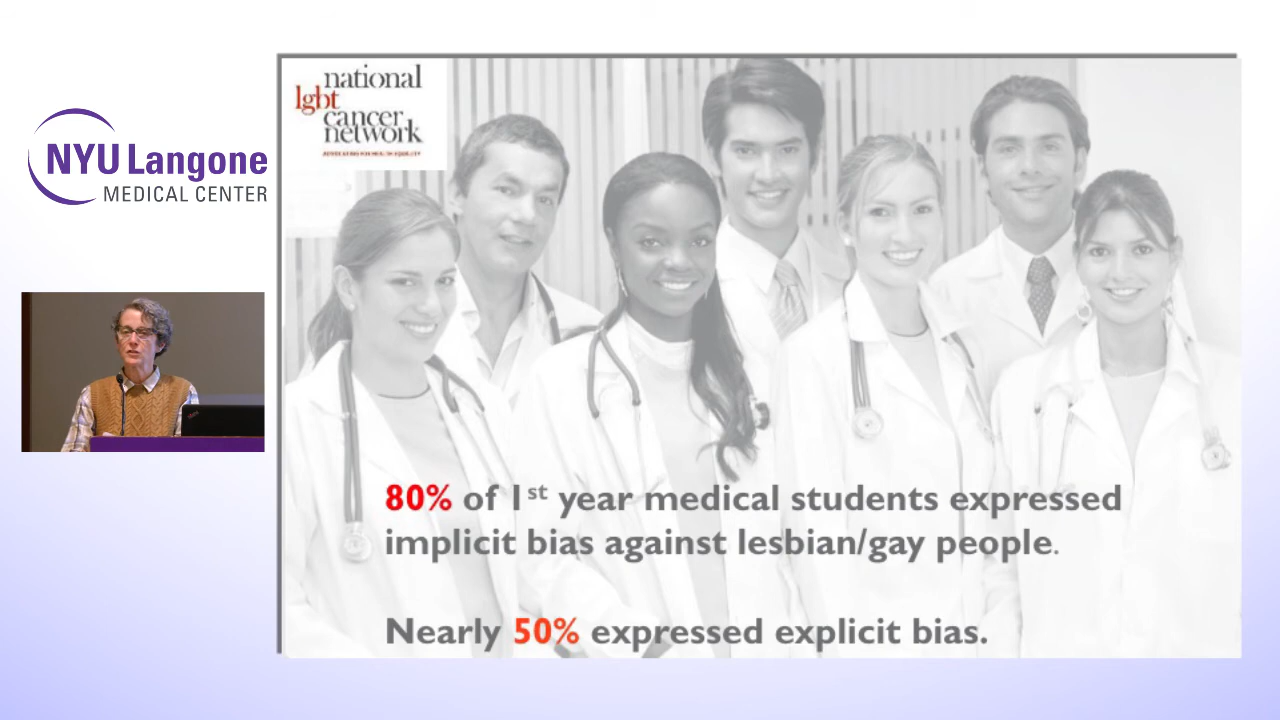 NYU Langone
MEDICAL CENTER
national
lgbt
cancer
network
80% of 1st year medical students expressed
implicit bias against lesbian/gay people.
Nearly 50% expressed explicit bias.